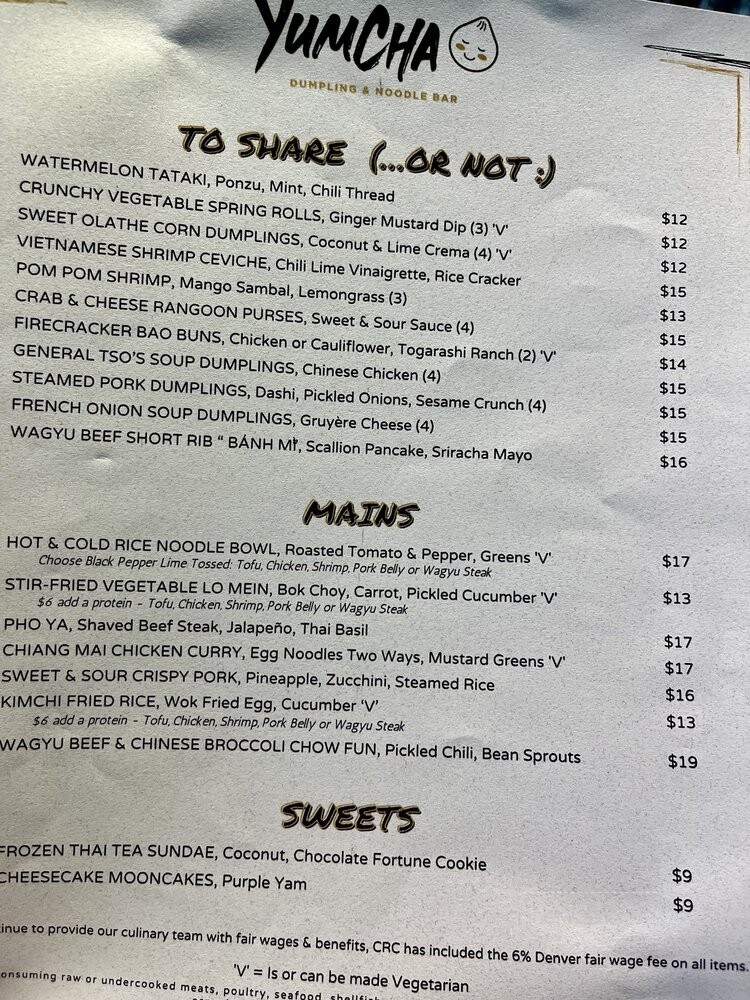 YUMCHA
DUMPLING & NOODLE BAR
TO SHARE (...OR NOT :)
WATERMELON TATAKI, Ponzu, Mint, Chili Thread $12
CRUNCHY VEGETABLE SPRING ROLLS, Ginger Mustard Dip (3) 'V' $12
SWEET OLATHE CORN DUMPLINGS, Coconut & Lime Crema (4) 'V' $12
VIETNAMESE SHRIMP CEVICHE, Chili Lime Vinaigrette, Rice Cracker $15
POM POM SHRIMP, Mango Sambal, Lemongrass (3) $13
CRAB & CHEESE RANGOON PURSES, Sweet & Sour Sauce (4) $15
FIRECRACKER BAO BUNS, Chicken or Cauliflower, Togarashi Ranch (2) 'V' $14
GENERAL TSO'S SOUP DUMPLINGS, Chinese Chicken (4) $15
STEAMED PORK DUMPLINGS, Dashi, Pickled Onions, Sesame Crunch (4) $15
FRENCH ONION SOUP DUMPLINGS, Gruyère Cheese (4) $15
WAGYU BEEF SHORT RIB " BÁNH MÌ', Scallion Pancake, Sriracha Mayo $16
MAINS
HOT & COLD RICE NOODLE BOWL, Roasted Tomato & Pepper, Greens 'V' $17
Choose Black Pepper Lime Tossed: Tofu, Chicken, Shrimp, Pork Belly or Wagyu Steak
STIR-FRIED VEGETABLE LO MEIN, Bok Choy, Carrot, Pickled Cucumber 'V' $13
$6 add a protein - Tofu, Chicken, Shrimp, Pork Belly or Wagyu Steak
PHO YA, Shaved Beef Steak, Jalapeño, Thai Basil $17
CHIANG MAI CHICKEN CURRY, Egg Noodles Two Ways, Mustard Greens 'V' $17
SWEET & SOUR CRISPY PORK, Pineapple, Zucchini, Steamed Rice $16
KIMCHI FRIED RICE, Wok Fried Egg, Cucumber 'V' $13
$6 add a protein - Tofu, Chicken, Shrimp, Pork Belly or Wagyu Steak
WAGYU BEEF & CHINESE BROCCOLI CHOW FUN, Pickled Chili, Bean Sprouts $19
SWEETS
FROZEN THAI TEA SUNDAE, Coconut, Chocolate Fortune Cookie $9
CHEESECAKE MOONCAKES, Purple Yam $9
tinue to provide our culinary team with fair wages & benefits, CRC has included the 6% Denver fair wage fee on all items.
'V' = Is or can be made Vegetarian
onsuming raw or undercooked meats, poultry, seafood, shellfish